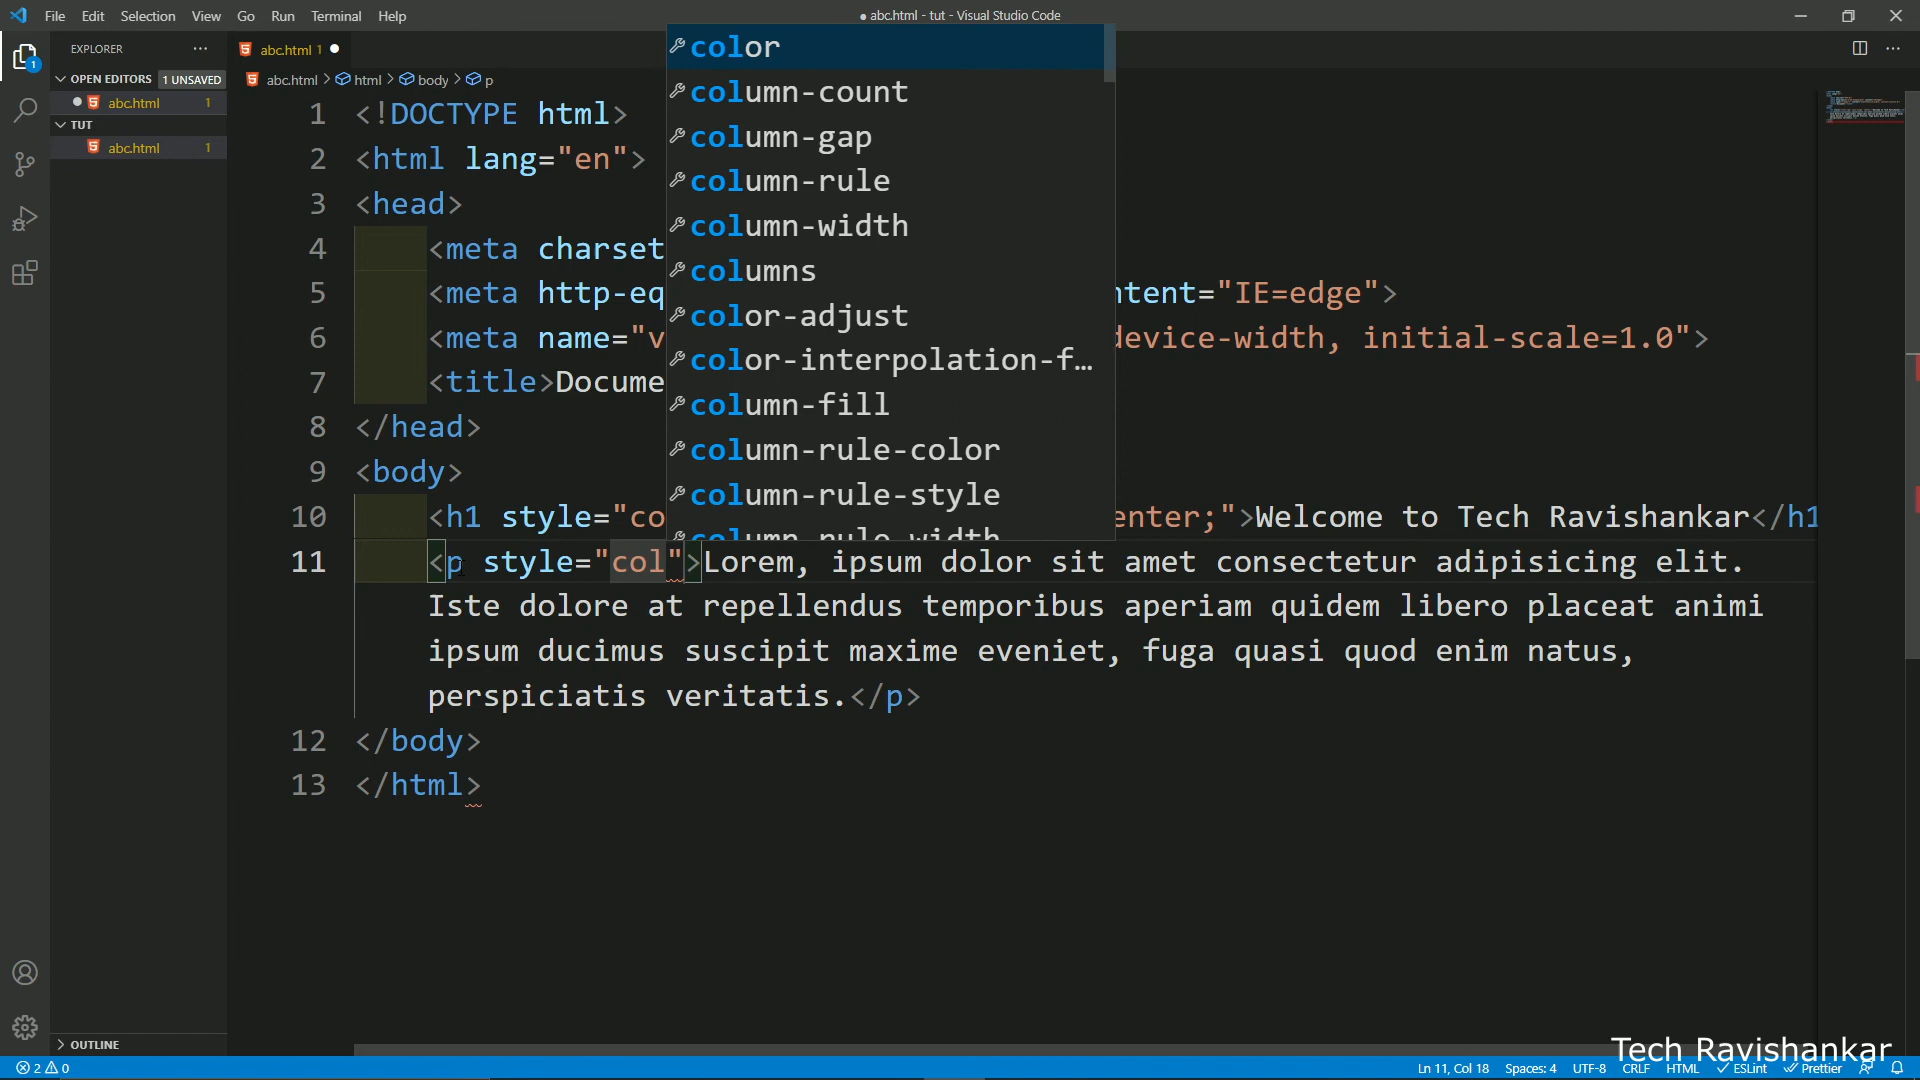 File Edit Selection View Go Run Terminal Help
● abc.html - tut - Visual Studio Code
EXPLORER
OPEN EDITORS 1 UNSAVED
abc.html 1
TUT
abc.html 1
OUTLINE
abc.html 1
abc.html > html > body > p
1 <!DOCTYPE html>
2 <html lang="en">
3 <head>
4 <meta charset
5 <meta http-eq ntent="IE=edge">
6 <meta name="v device-width, initial-scale=1.0">
7 <title>Docume
8 </head>
9 <body>
10 <h1 style="co enter;">Welcome to Tech Ravishankar</h1
11 <p style="col">Lorem, ipsum dolor sit amet consectetur adipisicing elit.
Iste dolore at repellendus temporibus aperiam quidem libero placeat animi
ipsum ducimus suscipit maxime eveniet, fuga quasi quod enim natus,
perspiciatis veritatis.</p>
12 </body>
13 </html>
color
column-count
column-gap
column-rule
column-width
columns
color-adjust
color-interpolation-f…
column-fill
column-rule-color
column-rule-style
column-rule-width
Tech Ravishankar
1
2 0
Ln 11, Col 18 Spaces: 4 UTF-8 CRLF HTML ESLint Prettier